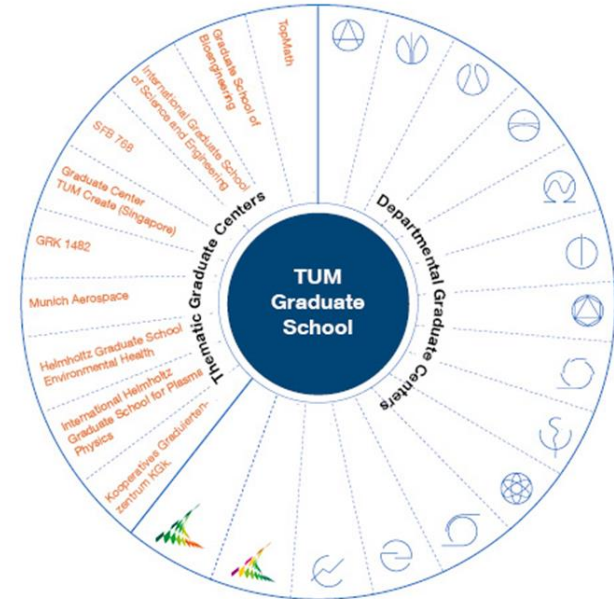 TUM
Graduate
School
Thematic Graduate Centers
Departmental Graduate Centers
TopMath
Graduate School of
Bioengineering
International Graduate School
of Science and Engineering
SFB 768
Graduate Center
TUM Create (Singapore)
GRK 1482
Munich Aerospace
Helmholtz Graduate School
Environmental Health
International Helmholtz
Graduate School for Plasma
Physics
Kooperatives Graduierten-
zentrum KGk.